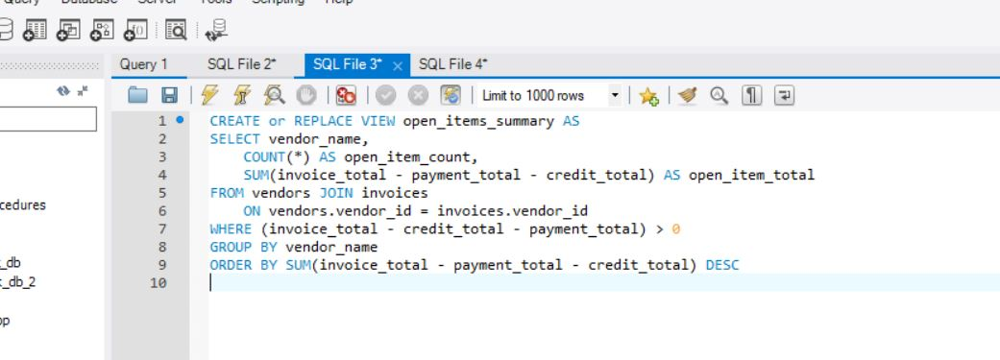 Query Database Server Tools Scripting Help
Query 1 SQL File 2* SQL File 3* × SQL File 4*
Limit to 1000 rows
1 CREATE or REPLACE VIEW open_items_summary AS
2 SELECT vendor_name,
3 COUNT(*) AS open_item_count,
4 SUM(invoice_total - payment_total - credit_total) AS open_item_total
5 FROM vendors JOIN invoices
6 ON vendors.vendor_id = invoices.vendor_id
7 WHERE (invoice_total - credit_total - payment_total) > 0
8 GROUP BY vendor_name
9 ORDER BY SUM(invoice_total - payment_total - credit_total) DESC
10
cedures
_db
_db_2